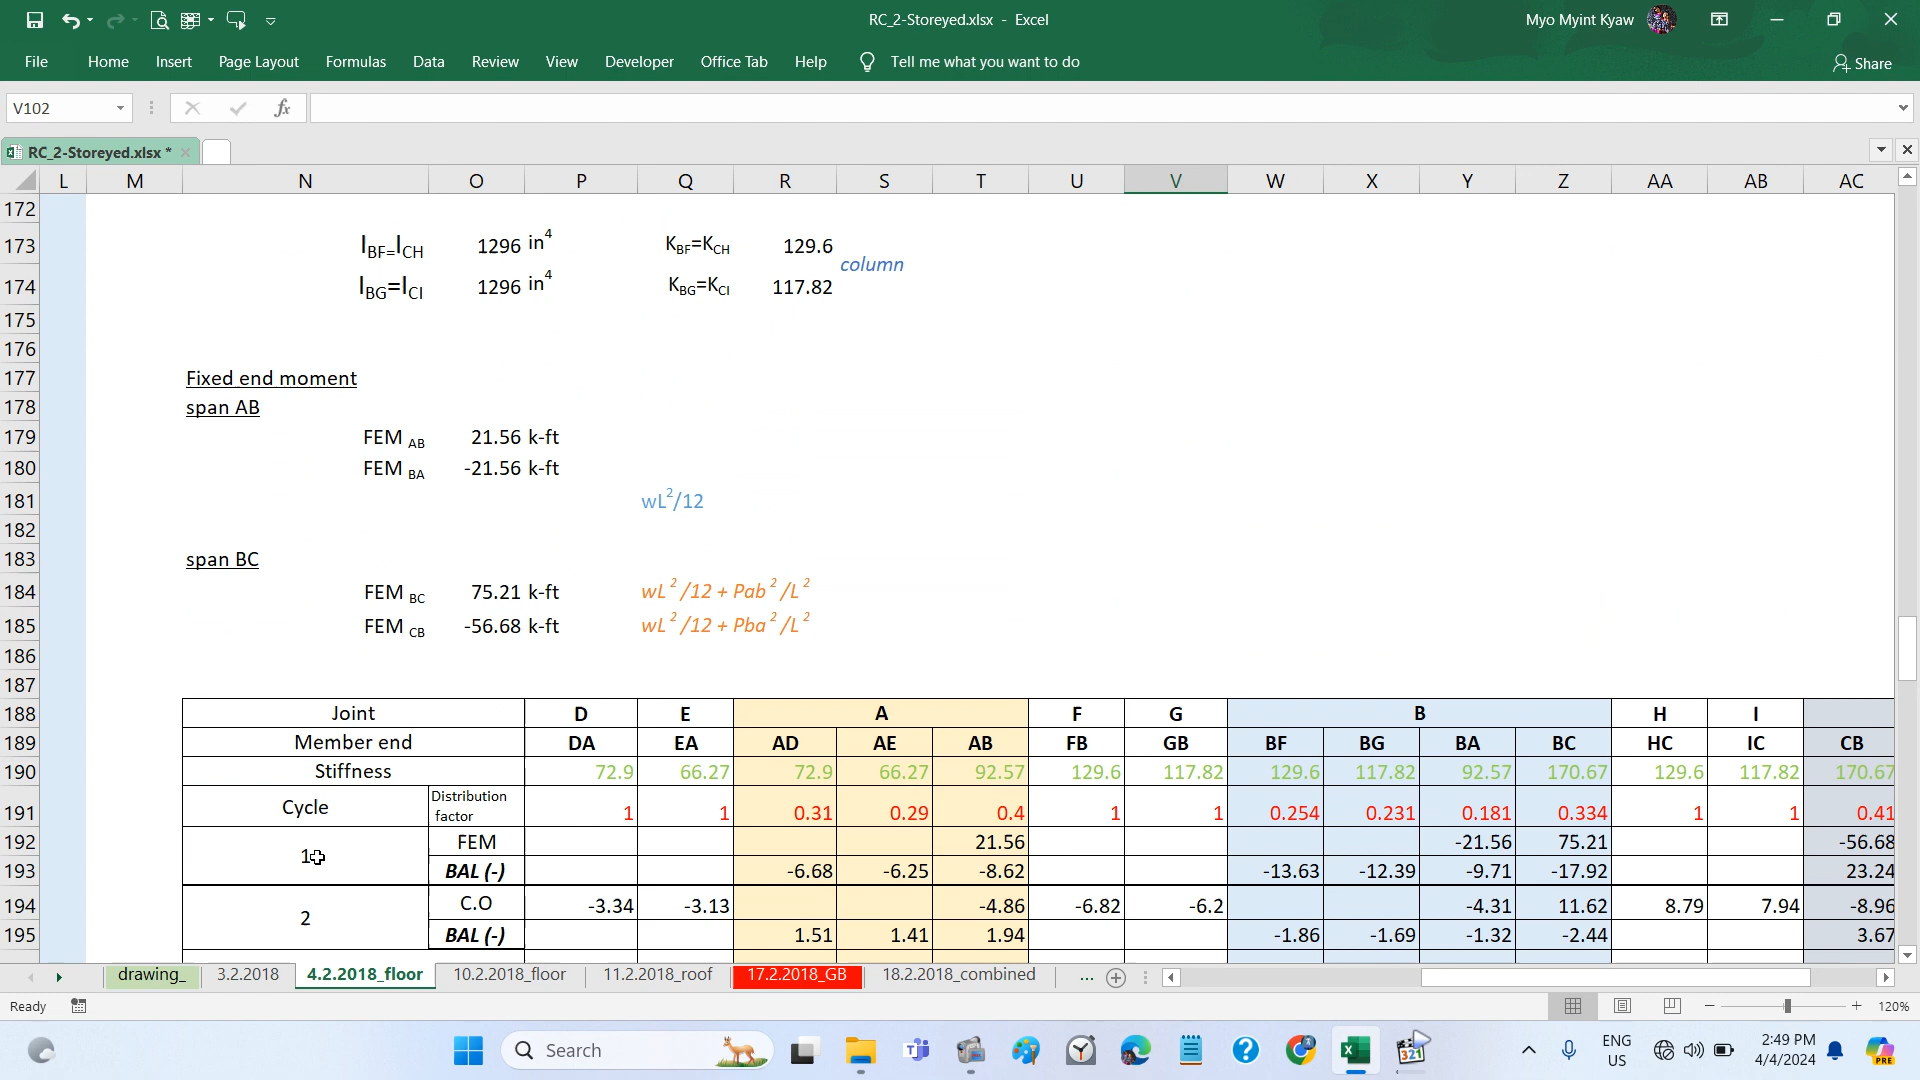 RC_2-Storeyed.xlsx - Excel
Myo Myint Kyaw
File Home Insert Page Layout Formulas Data Review View Developer Office Tab Help Tell me what you want to do Share
V102 fx
RC_2-Storeyed.xlsx *
L M N O P Q R S T U V W X Y Z AA AB AC
172
173 I BF=I CH 1296 in⁴ K BF=K CH 129.6
column
174 I BG=I CI 1296 in⁴ K BG=K CI 117.82
175
176
177 Fixed end moment
178 span AB
179 FEM AB 21.56 k-ft
180 FEM BA -21.56 k-ft
181 wL²/12
182
183 span BC
184 FEM BC 75.21 k-ft wL²/12 + Pab²/L²
185 FEM CB -56.68 k-ft wL²/12 + Pba²/L²
186
187
188 Joint D E A F G B H I
189 Member end DA EA AD AE AB FB GB BF BG BA BC HC IC CB
190 Stiffness 72.9 66.27 72.9 66.27 92.57 129.6 117.82 129.6 117.82 92.57 170.67 129.6 117.82 170.67
191 Cycle Distribution factor 1 1 0.31 0.29 0.4 1 1 0.254 0.231 0.181 0.334 1 1 0.41
192 1 FEM 21.56 -21.56 75.21 -56.68
193 BAL (-) -6.68 -6.25 -8.62 -13.63 -12.39 -9.71 -17.92 23.24
194 2 C.O -3.34 -3.13 -4.86 -6.82 -6.2 -4.31 11.62 8.79 7.94 -8.96
195 BAL (-) 1.51 1.41 1.94 -1.86 -1.69 -1.32 -2.44 3.67
drawing_ 3.2.2018 4.2.2018_floor 10.2.2018_floor 11.2.2018_roof 17.2.2018_GB 18.2.2018_combined ...
Ready 120%
Search
321
ENG
US
2:49 PM
4/4/2024
PRE